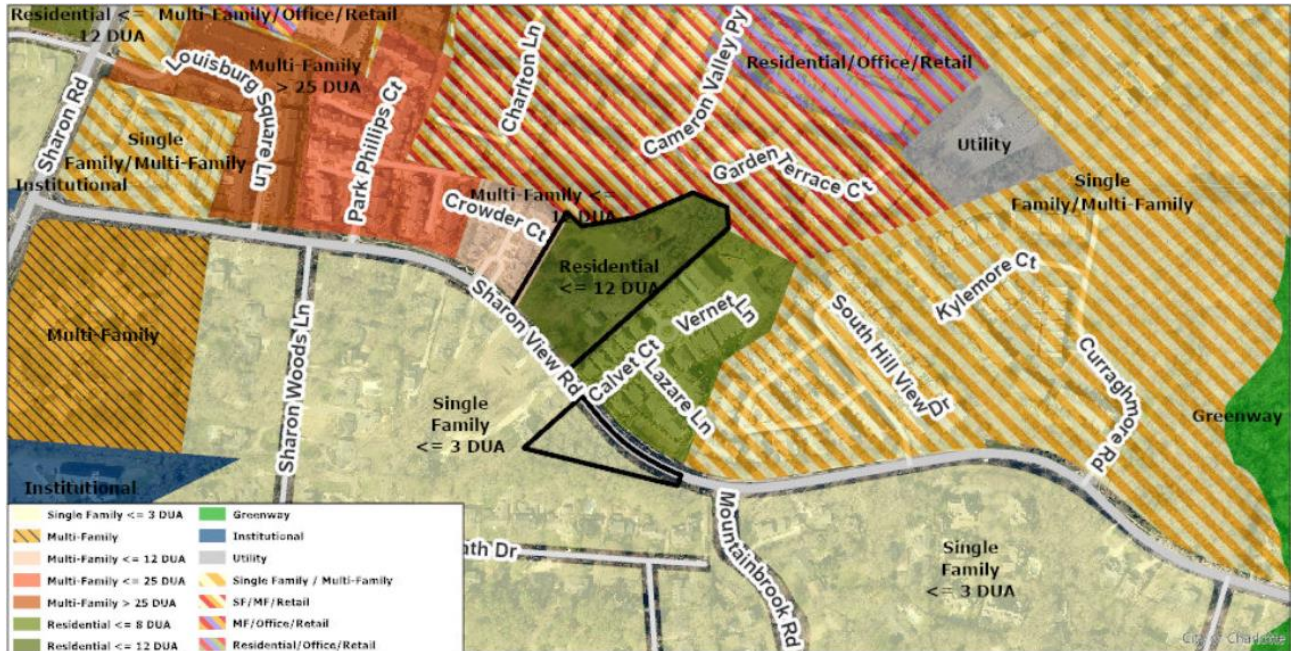 Residential <=
12 DUA
Multi-Family/Office/Retail
Multi-Family
> 25 DUA
Louisburg Square Ln
Sharon Rd
Single
Family/Multi-Family
Institutional
Park Phillips Ct
Charlton Ln
Cameron Valley Py
Residential/Office/Retail
Utility
Garden Terrace Ct
Single
Family/Multi-Family
Multi-Family <=
DUA
Crowder Ct
Residential
<= 12 DUA
Multi-Family
Sharon Woods Ln
Sharon View Rd
Vernet Ln
Calvet Ct
Lazare Ln
South Hill View Dr
Kylemore Ct
Curraghmore Rd
Greenway
Single
Family
<= 3 DUA
Institutional
Mountainbrook Rd
Single
Family
<= 3 DUA
ath Dr
Single Family <= 3 DUA
Multi-Family
Multi-Family <= 12 DUA
Multi-Family <= 25 DUA
Multi-Family > 25 DUA
Residential <= 8 DUA
Residential <= 12 DUA
Greenway
Institutional
Utility
Single Family / Multi-Family
SF/MF/Retail
MF/Office/Retail
Residential/Office/Retail
City of Charlotte